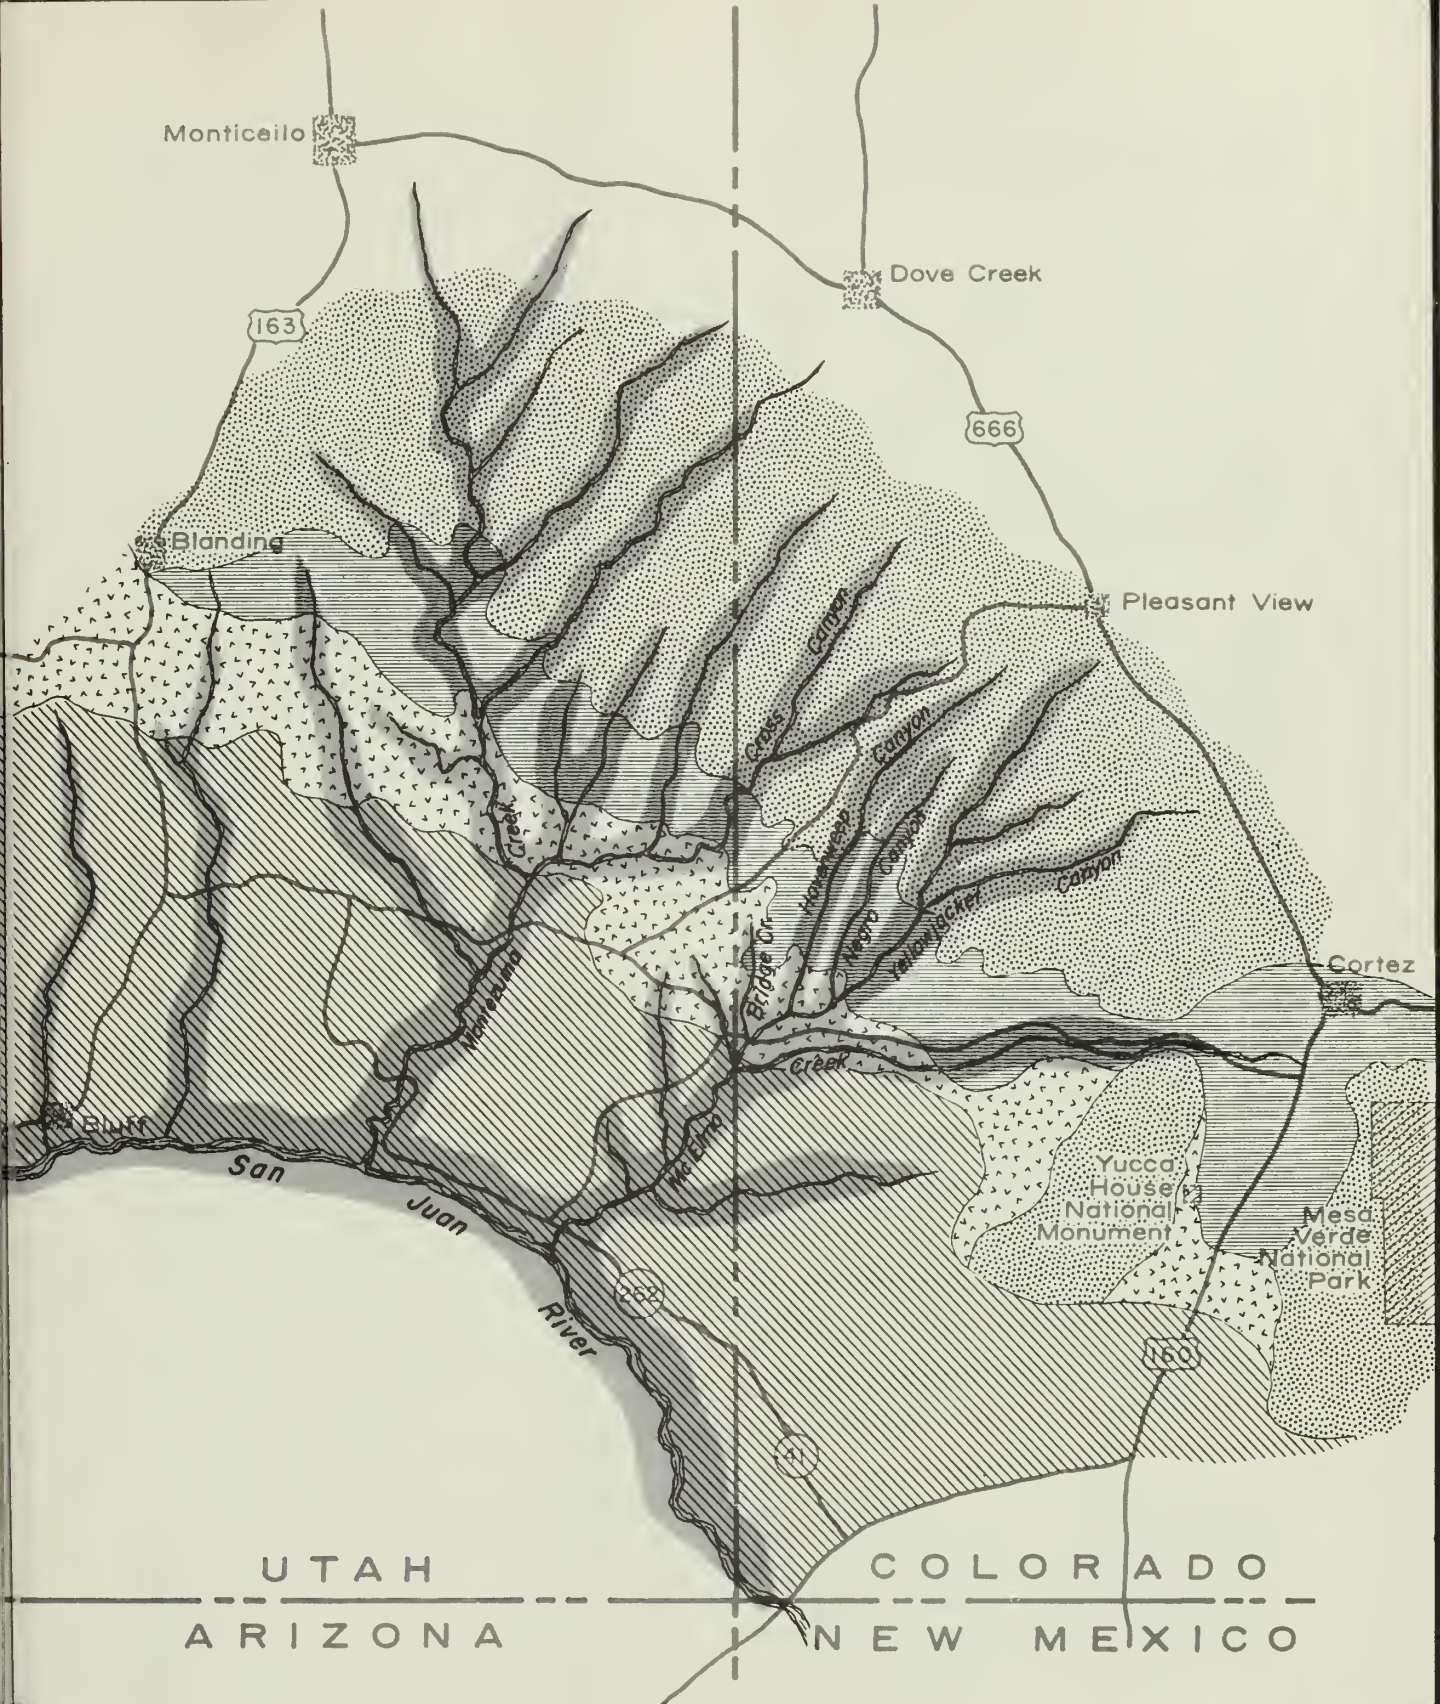 Monticello
Dove Creek
163
666
Blanding
Pleasant View
Canyon
Cross
Canyon
Creek
Hovenweep
Canyon
Negro
Canyon
Yellowjacket
Bridge Cr.
Montezuma
Cortez
Creek
Mc Elmo
Bluff
San
Juan
River
Yucca
House
National
Monument
Mesa
Verde
National
Park
262
160
41
UTAH
COLORADO
ARIZONA
NEW MEXICO